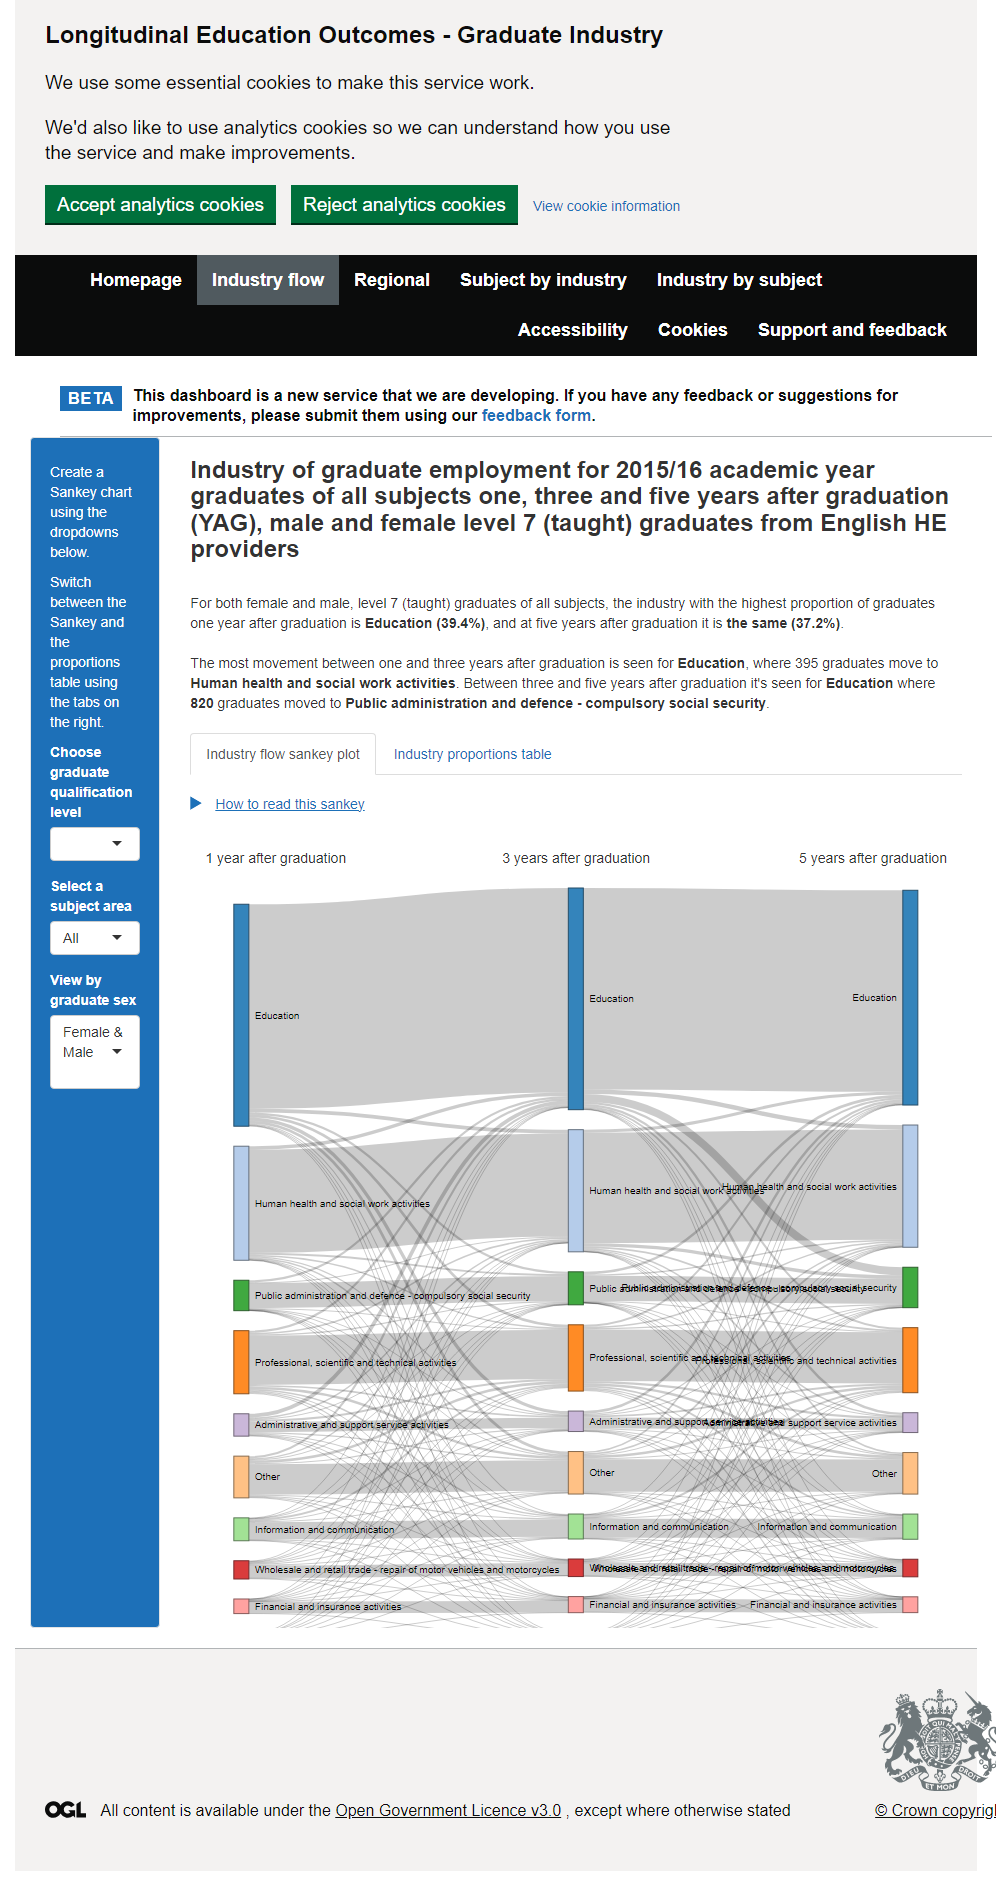 Longitudinal Education Outcomes - Graduate Industry
We use some essential cookies to make this service work.
We'd also like to use analytics cookies so we can understand how you use
the service and make improvements.
Accept analytics cookies
Reject analytics cookies
View cookie information
Homepage
Industry flow
Regional
Subject by industry
Industry by subject
Accessibility
Cookies
Support and feedback
BETA
This dashboard is a new service that we are developing. If you have any feedback or suggestions for
improvements, please submit them using our feedback form.
Create a
Sankey chart
using the
dropdowns
below.
Switch
between the
Sankey and
the
proportions
table using
the tabs on
the right.
Choose
graduate
qualification
level
Select a
subject area
All
View by
graduate sex
Female &
Male
Industry of graduate employment for 2015/16 academic year
graduates of all subjects one, three and five years after graduation
(YAG), male and female level 7 (taught) graduates from English HE
providers
For both female and male, level 7 (taught) graduates of all subjects, the industry with the highest proportion of graduates
one year after graduation is Education (39.4%), and at five years after graduation it is the same (37.2%).
The most movement between one and three years after graduation is seen for Education, where 395 graduates move to
Human health and social work activities. Between three and five years after graduation it's seen for Education where
820 graduates moved to Public administration and defence - compulsory social security.
Industry flow sankey plot
Industry proportions table
How to read this sankey
1 year after graduation
3 years after graduation
5 years after graduation
Education
Education
Education
Human health and social work activities
Human health and social work activities
Human health and social work activities
Public administration and defence - compulsory social security
Public administration and defence - compulsory social security
Public administration and defence - compulsory social security
Professional, scientific and technical activities
Professional, scientific and technical activities
Professional, scientific and technical activities
Administrative and support service activities
Administrative and support service activities
Administrative and support service activities
Other
Other
Other
Information and communication
Information and communication
Information and communication
Wholesale and retail trade - repair of motor vehicles and motorcycles
Wholesale and retail trade - repair of motor vehicles and motorcycles
Wholesale and retail trade - repair of motor vehicles and motorcycles
Financial and insurance activities
Financial and insurance activities
Financial and insurance activities
DIEU ET MON DROIT
OGL
All content is available under the Open Government Licence v3.0 , except where otherwise stated
© Crown copyrig